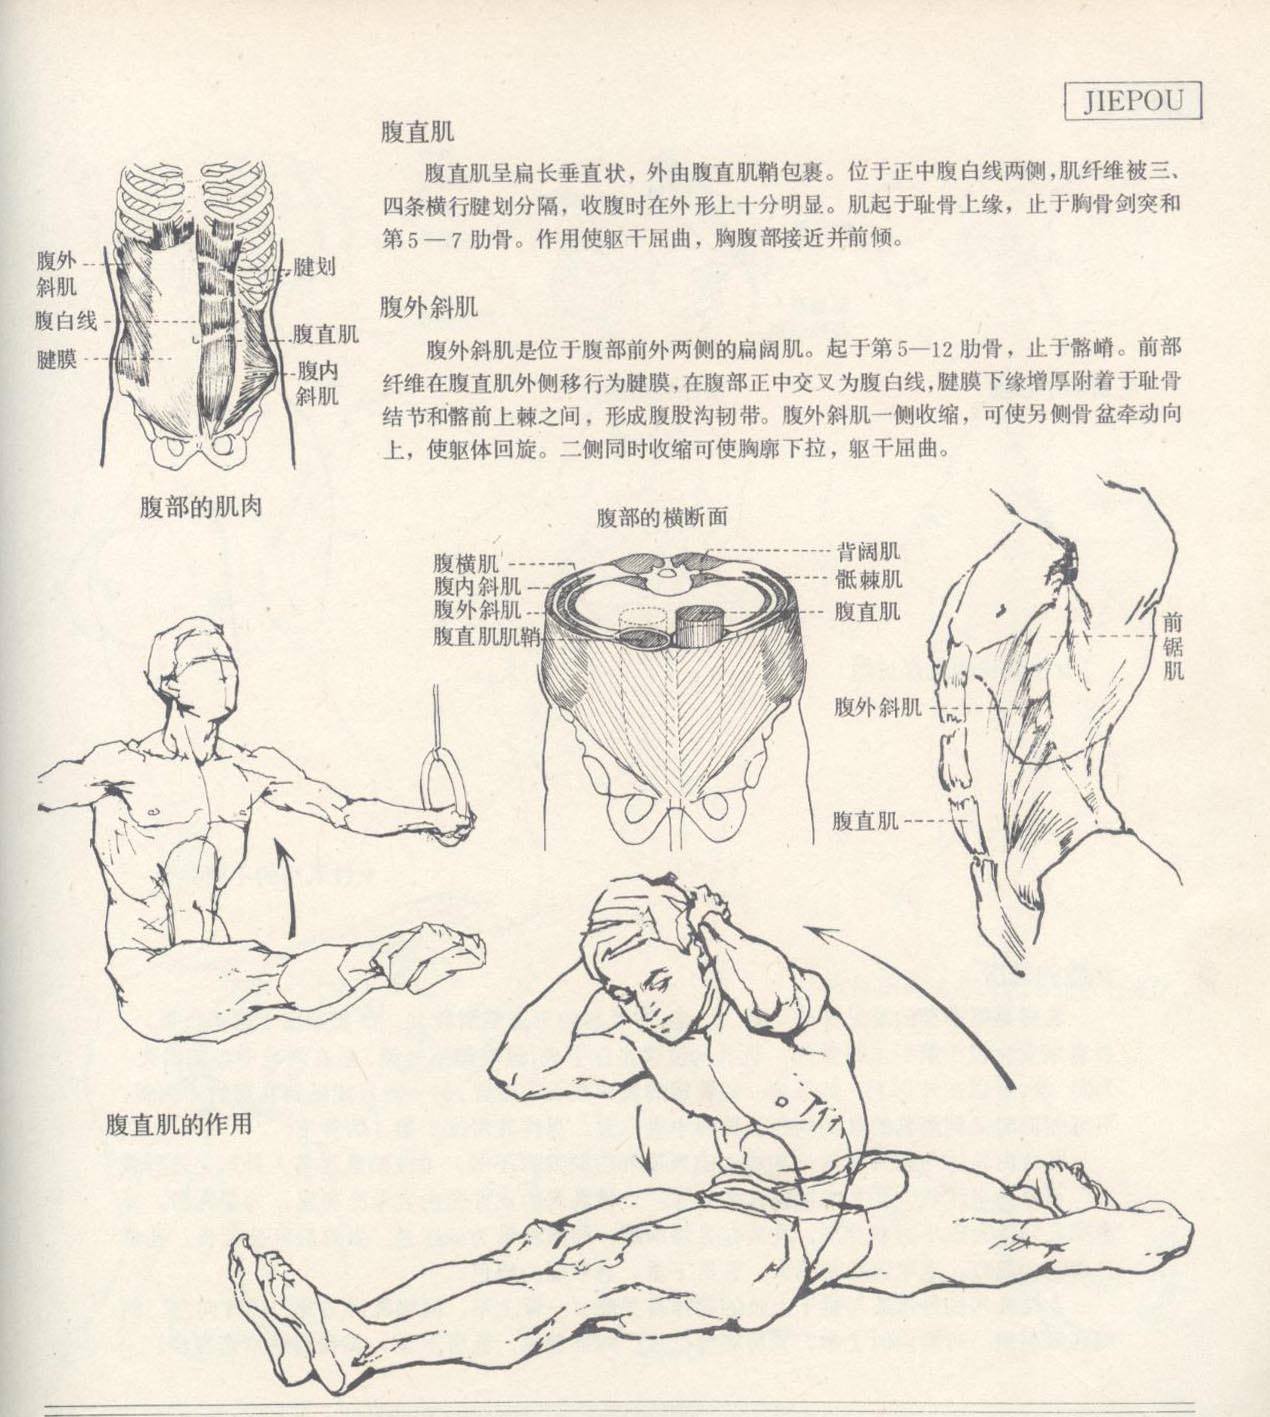 JIEPOU
腹直肌
腹直肌呈扁长垂直状，外由腹直肌鞘包裹。位于正中腹白线两侧，肌纤维被三、
四条横行腱划分隔，收腹时在外形上十分明显。肌起于耻骨上缘，止于胸骨剑突和
第5—7肋骨。作用使躯干屈曲，胸腹部接近并前倾。
腹外斜肌
腹外斜肌是位于腹部前外两侧的扁阔肌。起于第5—12肋骨，止于髂嵴。前部
纤维在腹直肌外侧移行为腱膜，在腹部正中交叉为腹白线，腱膜下缘增厚附着于耻骨
结节和髂前上棘之间，形成腹股沟韧带。腹外斜肌一侧收缩，可使另侧骨盆牵动向
上，使躯体回旋。二侧同时收缩可使胸廓下拉，躯干屈曲。
腹外
斜肌
腹白线
腱膜
腱划
腹直肌
腹内
斜肌
腹部的肌肉
腹部的横断面
腹横肌
腹内斜肌
腹外斜肌
腹直肌肌鞘
背阔肌
骶棘肌
腹直肌
前
锯
肌
腹外斜肌
腹直肌
腹直肌的作用